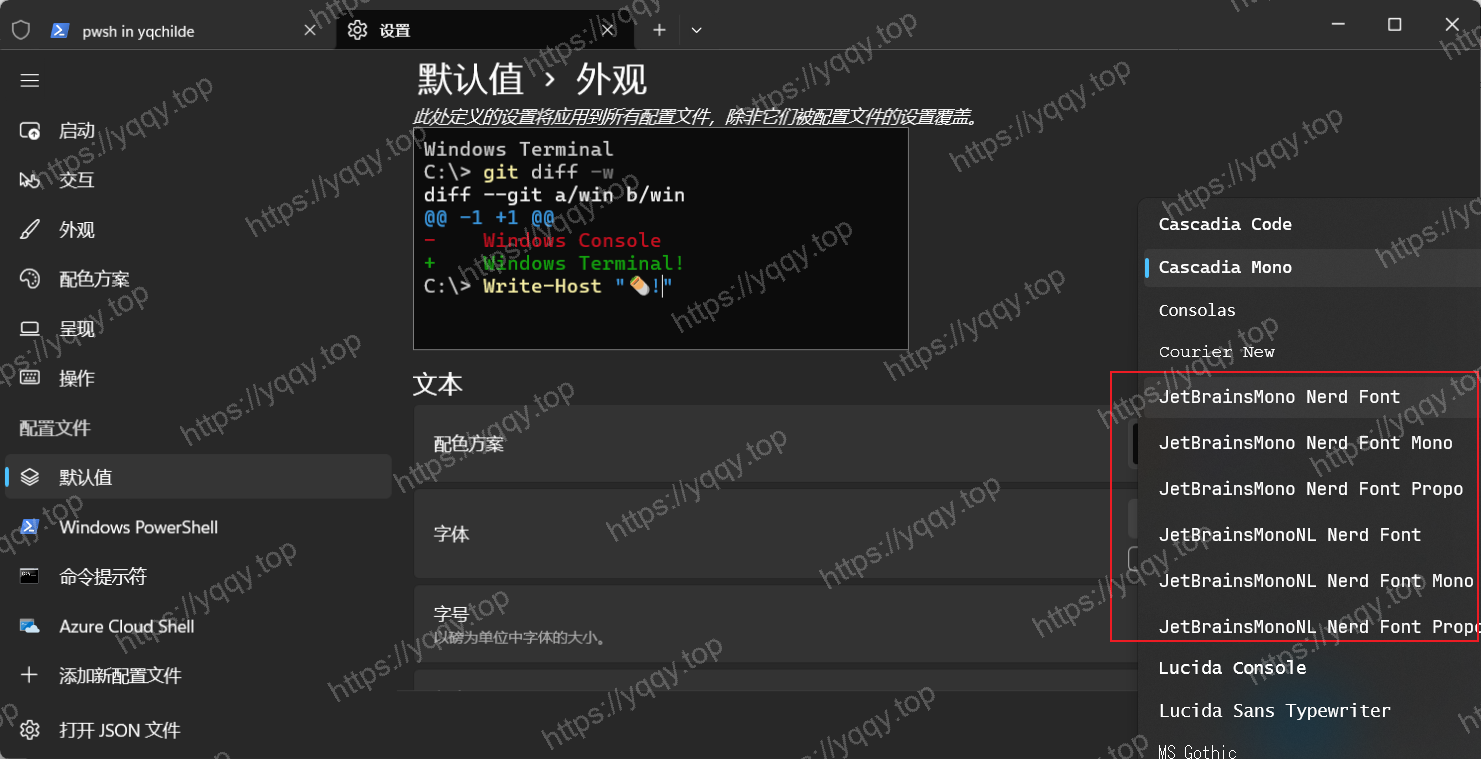 pwsh in yqchilde
设置
默认值 › 外观
此处定义的设置将应用到所有配置文件，除非它们被配置文件的设置覆盖。
启动
交互
外观
配色方案
呈现
操作
配置文件
默认值
Windows PowerShell
命令提示符
Azure Cloud Shell
添加新配置文件
打开 JSON 文件
Windows Terminal
C:\> git diff -w
diff --git a/win b/win
@@ -1 +1 @@
-    Windows Console
+    Windows Terminal!
C:\> Write-Host "!"
文本
配色方案
字体
字号
以磅为单位中字体的大小。
Cascadia Code
Cascadia Mono
Consolas
Courier New
JetBrainsMono Nerd Font
JetBrainsMono Nerd Font Mono
JetBrainsMono Nerd Font Propo
JetBrainsMonoNL Nerd Font
JetBrainsMonoNL Nerd Font Mono
JetBrainsMonoNL Nerd Font Propo
Lucida Console
Lucida Sans Typewriter
MS Gothic
https://yqqy.top